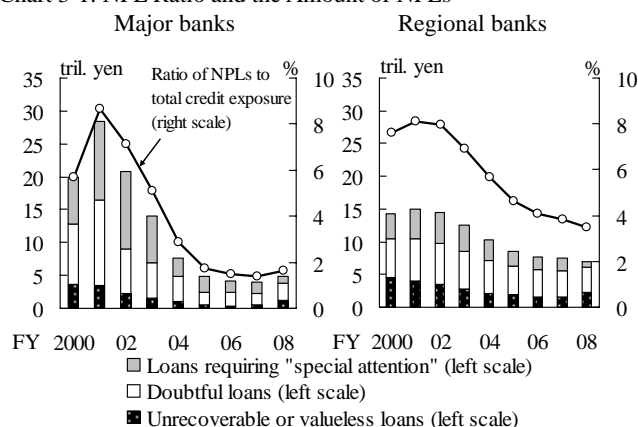 Major banks
Regional banks
tril. yen
Ratio of NPLs to
total credit exposure
(right scale)
%
tril. yen
%
35
30
25
20
15
10
5
0
10
8
6
4
2
0
35
30
25
20
15
10
5
0
10
8
6
4
2
0
FY 2000 02 04 06 08
FY 2000 02 04 06 08
Loans requiring "special attention" (left scale)
Doubtful loans (left scale)
Unrecoverable or valueless loans (left scale)